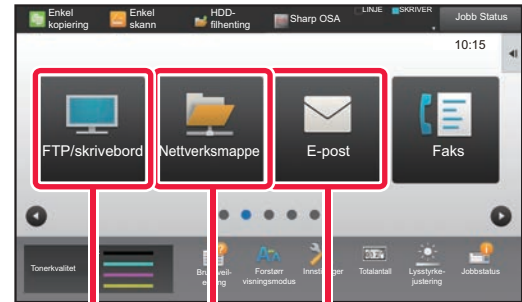 Enkel
kopiering
Enkel
skann
HDD-
filhenting
Sharp OSA
LINJE
SKRIVER
Jobb Status
10:15
FTP/skrivebord
Nettverksmappe
E-post
Faks
Tonerkvalitet
Forstørr
visningsmodus
Totalantall
Lysstyrke-
justering
Jobbstatus